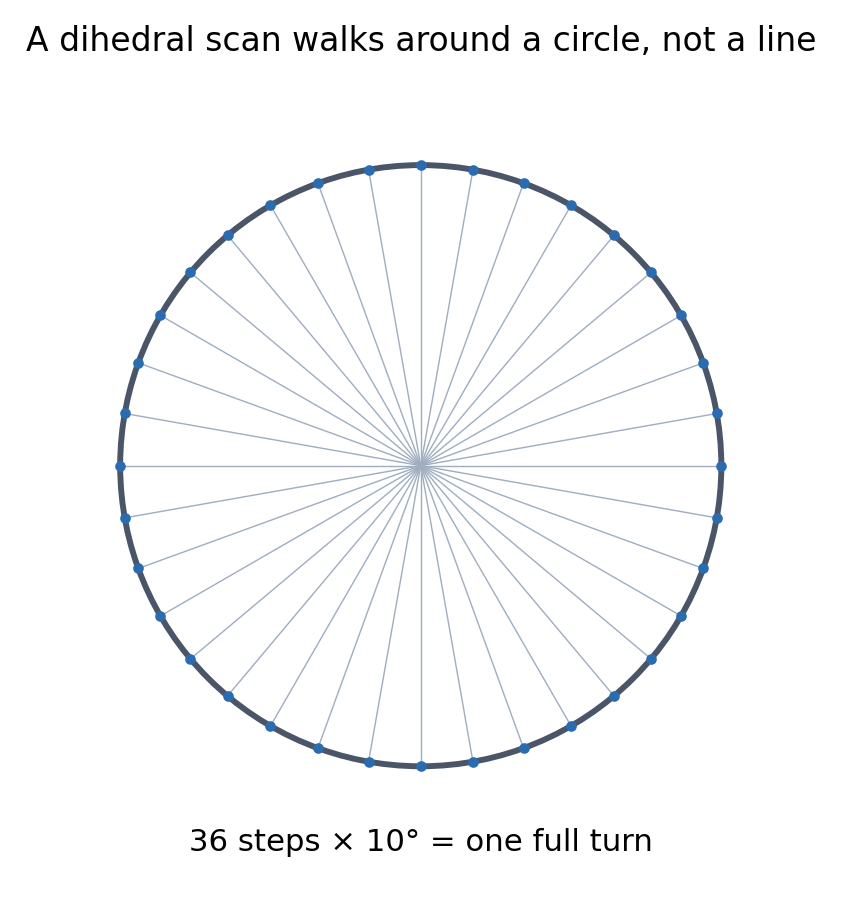 A dihedral scan walks around a circle, not a line
36 steps × 10° = one full turn